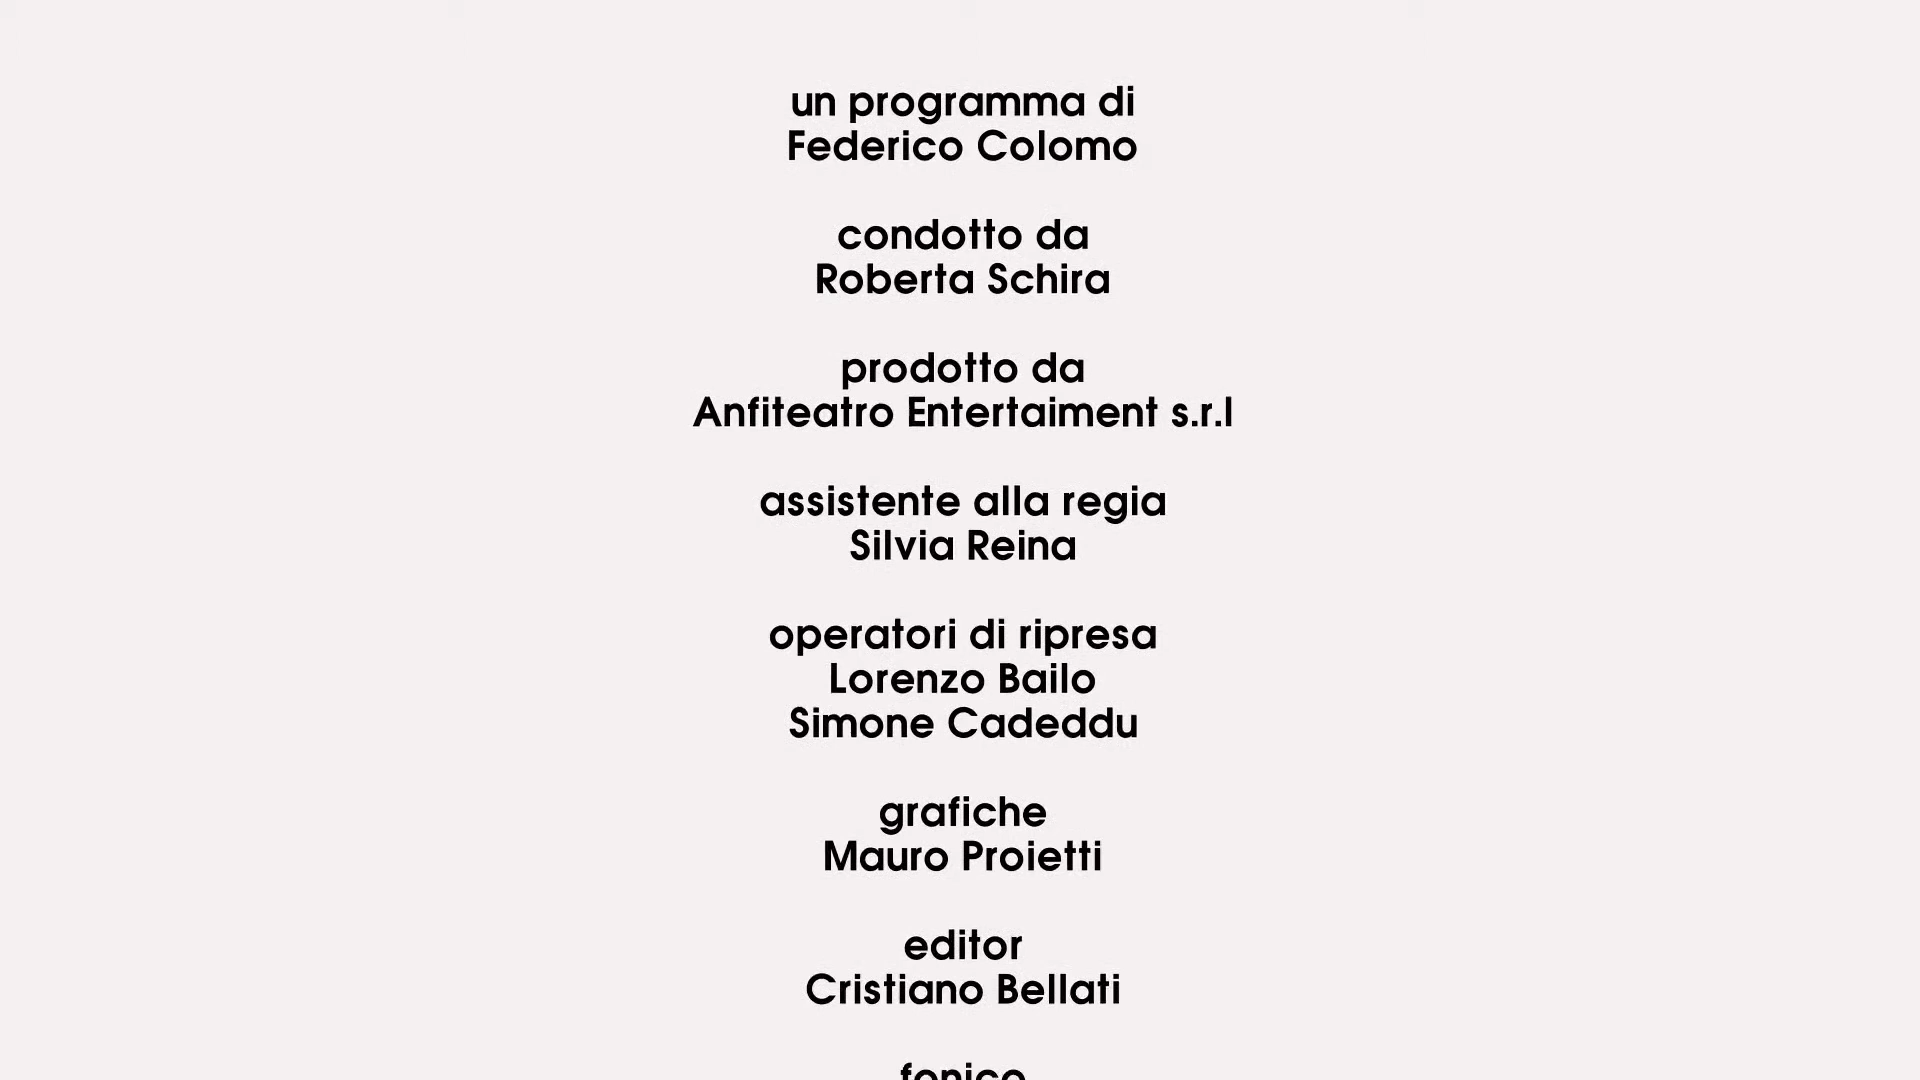 un programma di
Federico Colomo
condotto da
Roberta Schira
prodotto da
Anfiteatro Entertaiment s.r.l
assistente alla regia
Silvia Reina
operatori di ripresa
Lorenzo Bailo
Simone Cadeddu
grafiche
Mauro Proietti
editor
Cristiano Bellati
fonico